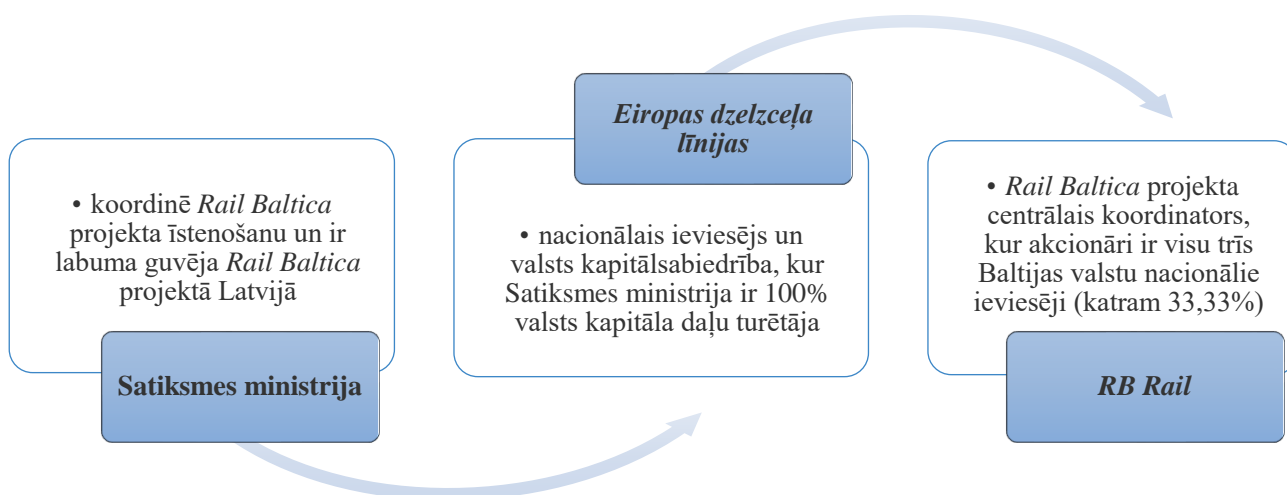 • koordinē Rail Baltica
projekta īstenošanu un ir
labuma guvēja Rail Baltica
projektā Latvijā
Satiksmes ministrija
Eiropas dzelzceļa
līnijas
• nacionālais ieviesējs un
valsts kapitālsabiedrība, kur
Satiksmes ministrija ir 100%
valsts kapitāla daļu turētāja
• Rail Baltica projekta
centrālais koordinators,
kur akcionāri ir visu trīs
Baltijas valstu nacionālie
ieviesēji (katram 33,33%)
RB Rail